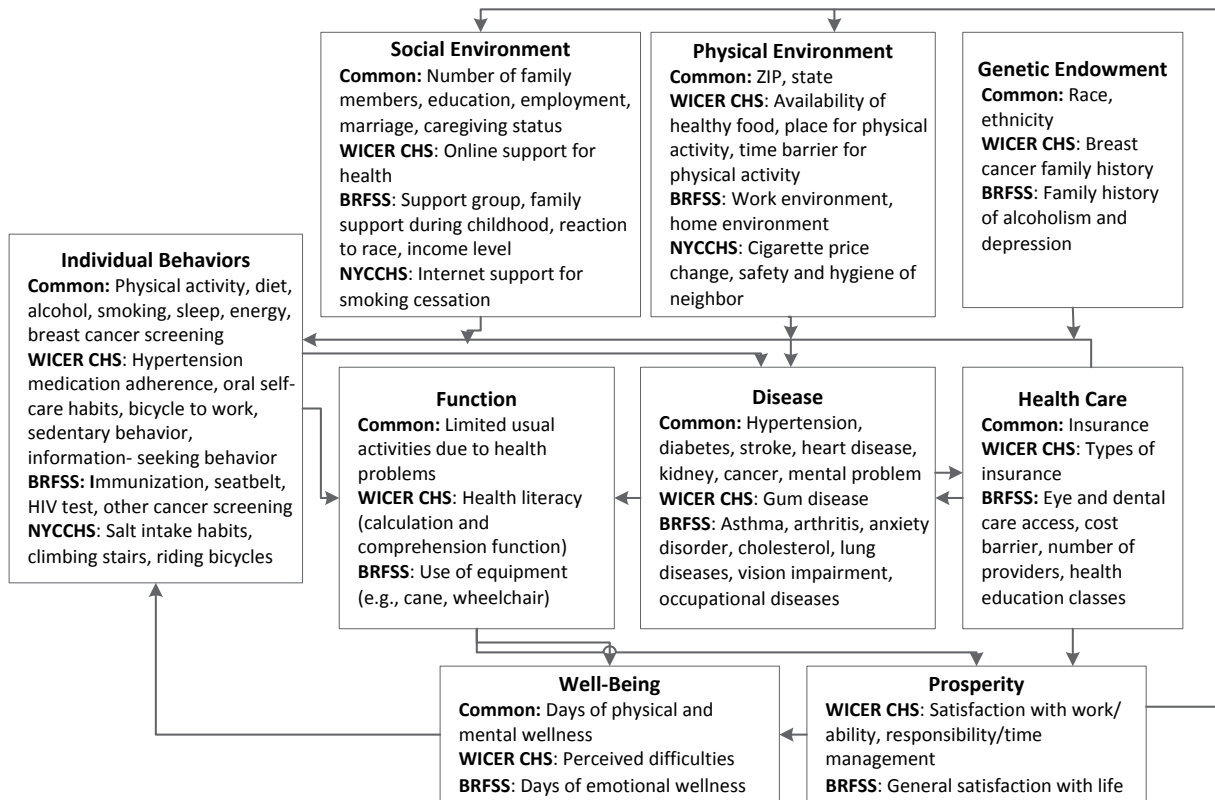 Social Environment
Common: Number of family
members, education, employment,
marriage, caregiving status
WICER CHS: Online support for
health
BRFSS: Support group, family
support during childhood, reaction
to race, income level
NYCCHS: Internet support for
smoking cessation
Physical Environment
Common: ZIP, state
WICER CHS: Availability of
healthy food, place for physical
activity, time barrier for
physical activity
BRFSS: Work environment,
home environment
NYCCHS: Cigarette price
change, safety and hygiene of
neighbor
Genetic Endowment
Common: Race,
ethnicity
WICER CHS: Breast
cancer family history
BRFSS: Family history
of alcoholism and
depression
Individual Behaviors
Common: Physical activity, diet,
alcohol, smoking, sleep, energy,
breast cancer screening
WICER CHS: Hypertension
medication adherence, oral self-
care habits, bicycle to work,
sedentary behavior,
information- seeking behavior
BRFSS: Immunization, seatbelt,
HIV test, other cancer screening
NYCCHS: Salt intake habits,
climbing stairs, riding bicycles
Function
Common: Limited usual
activities due to health
problems
WICER CHS: Health literacy
(calculation and
comprehension function)
BRFSS: Use of equipment
(e.g., cane, wheelchair)
Disease
Common: Hypertension,
diabetes, stroke, heart disease,
kidney, cancer, mental problem
WICER CHS: Gum disease
BRFSS: Asthma, arthritis, anxiety
disorder, cholesterol, lung
diseases, vision impairment,
occupational diseases
Health Care
Common: Insurance
WICER CHS: Types of
insurance
BRFSS: Eye and dental
care access, cost
barrier, number of
providers, health
education classes
Well-Being
Common: Days of physical and
mental wellness
WICER CHS: Perceived difficulties
BRFSS: Days of emotional wellness
Prosperity
WICER CHS: Satisfaction with work/
ability, responsibility/time
management
BRFSS: General satisfaction with life